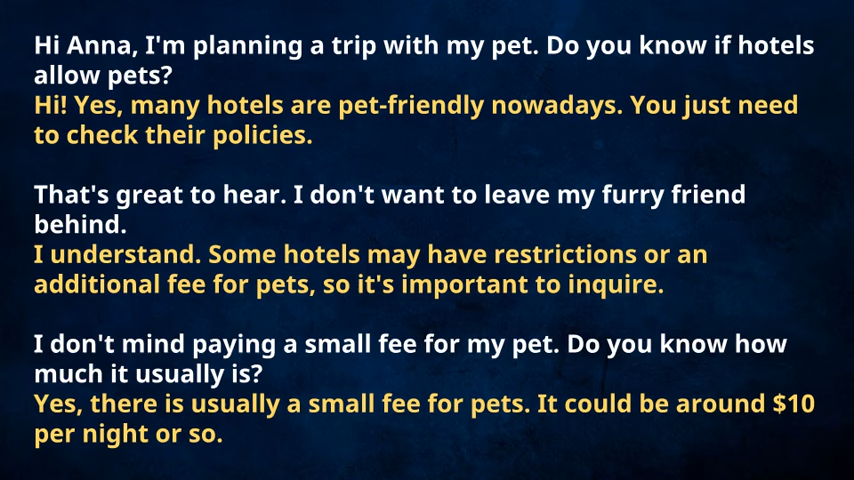 Hi Anna, I'm planning a trip with my pet. Do you know if hotels
allow pets?
Hi! Yes, many hotels are pet-friendly nowadays. You just need
to check their policies.
That's great to hear. I don't want to leave my furry friend
behind.
I understand. Some hotels may have restrictions or an
additional fee for pets, so it's important to inquire.
I don't mind paying a small fee for my pet. Do you know how
much it usually is?
Yes, there is usually a small fee for pets. It could be around $10
per night or so.